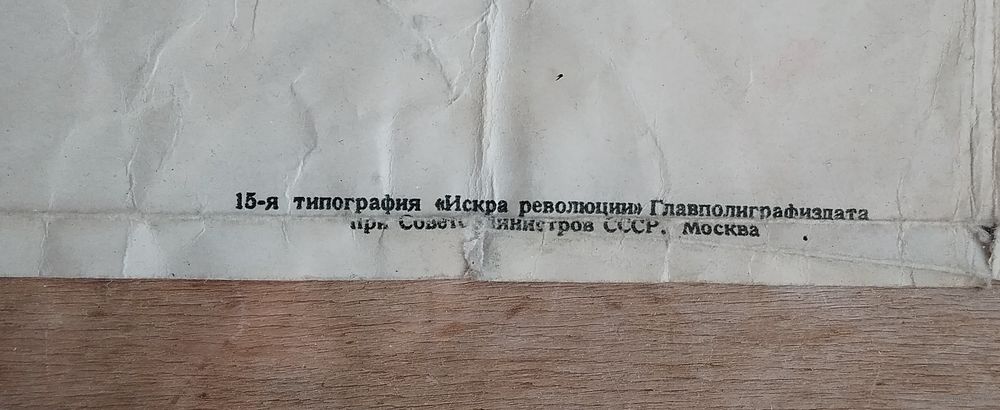 15-я типография «Искра революции» Главполиграфиздата
при Совете Министров СССР. Москва